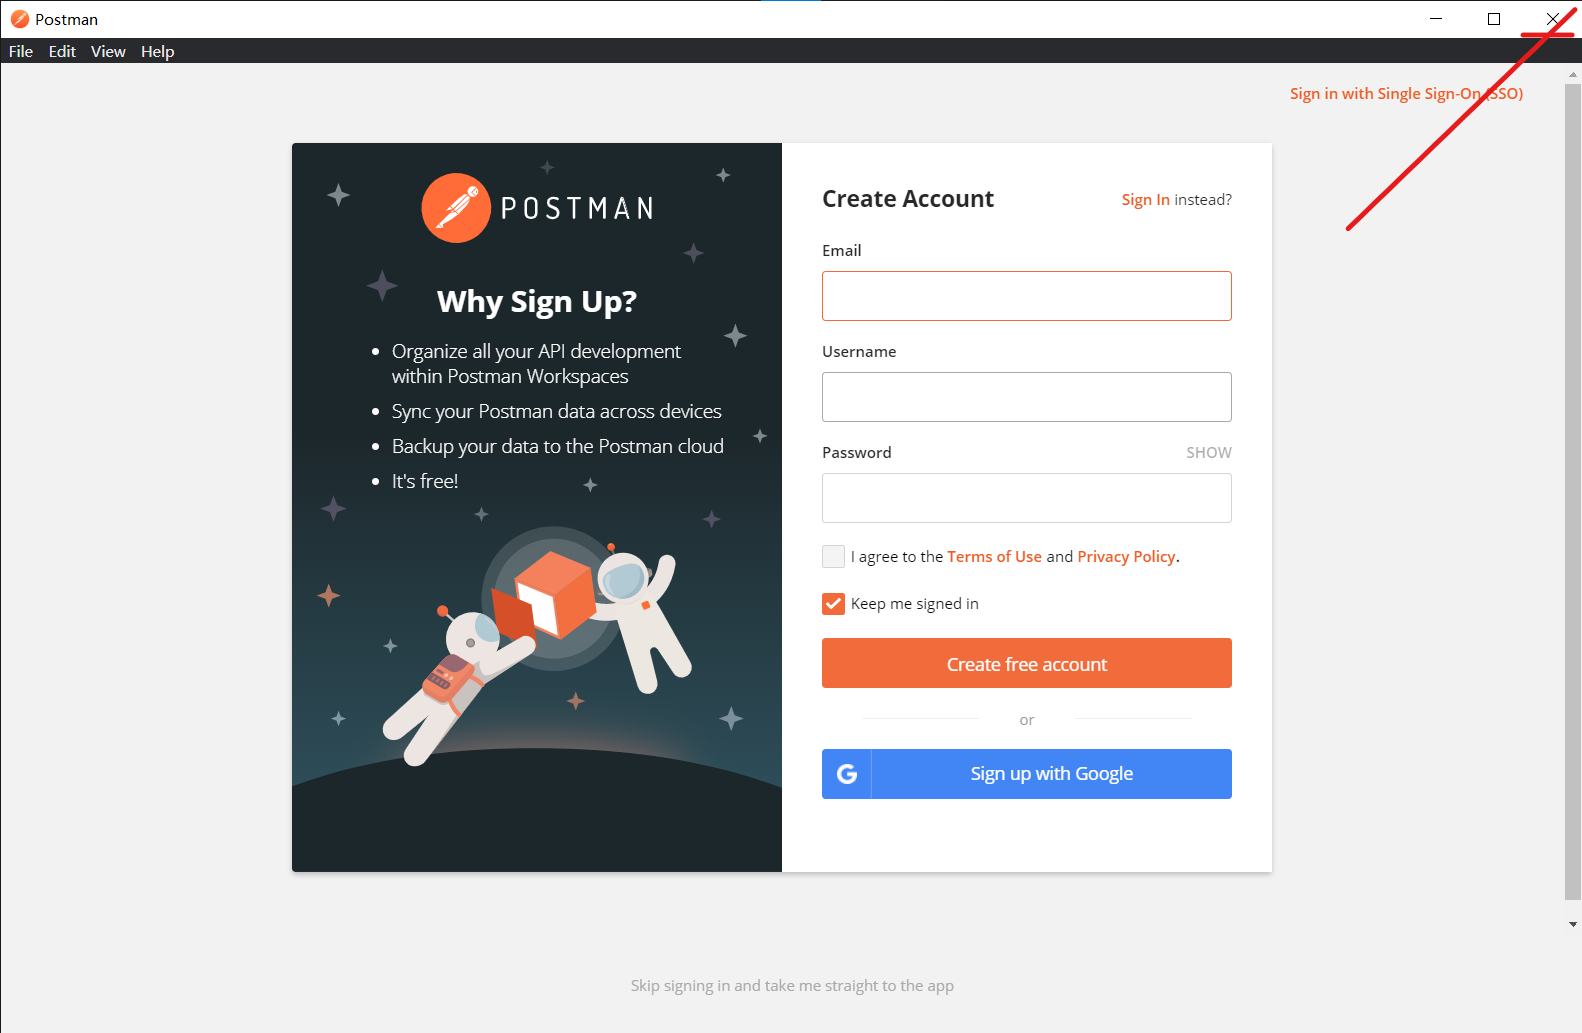 Postman
File Edit View Help
Sign in with Single Sign-On (SSO)
POSTMAN
Why Sign Up?
Organize all your API development
within Postman Workspaces
Sync your Postman data across devices
Backup your data to the Postman cloud
It's free!
Create Account
Sign In instead?
Email
Username
Password
SHOW
I agree to the Terms of Use and Privacy Policy.
Keep me signed in
Create free account
or
G
Sign up with Google
Skip signing in and take me straight to the app